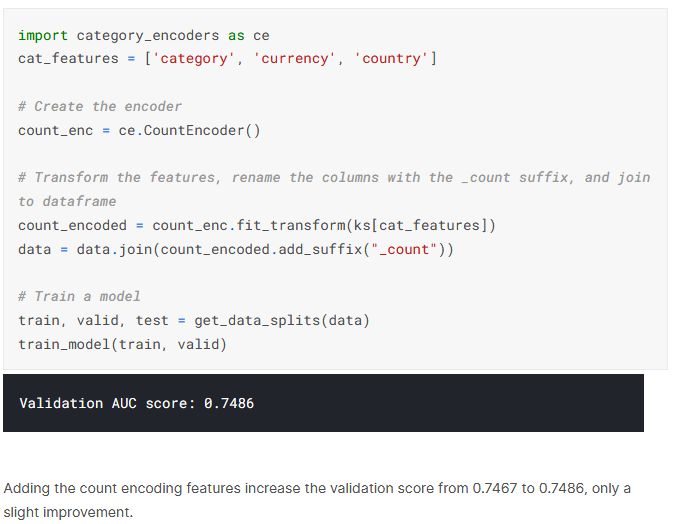 import category_encoders as ce
cat_features = ['category', 'currency', 'country']
# Create the encoder
count_enc = ce.CountEncoder()
# Transform the features, rename the columns with the _count suffix, and join
to dataframe
count_encoded = count_enc.fit_transform(ks[cat_features])
data = data.join(count_encoded.add_suffix("_count"))
# Train a model
train, valid, test = get_data_splits(data)
train_model(train, valid)
Validation AUC score: 0.7486
Adding the count encoding features increase the validation score from 0.7467 to 0.7486, only a
slight improvement.